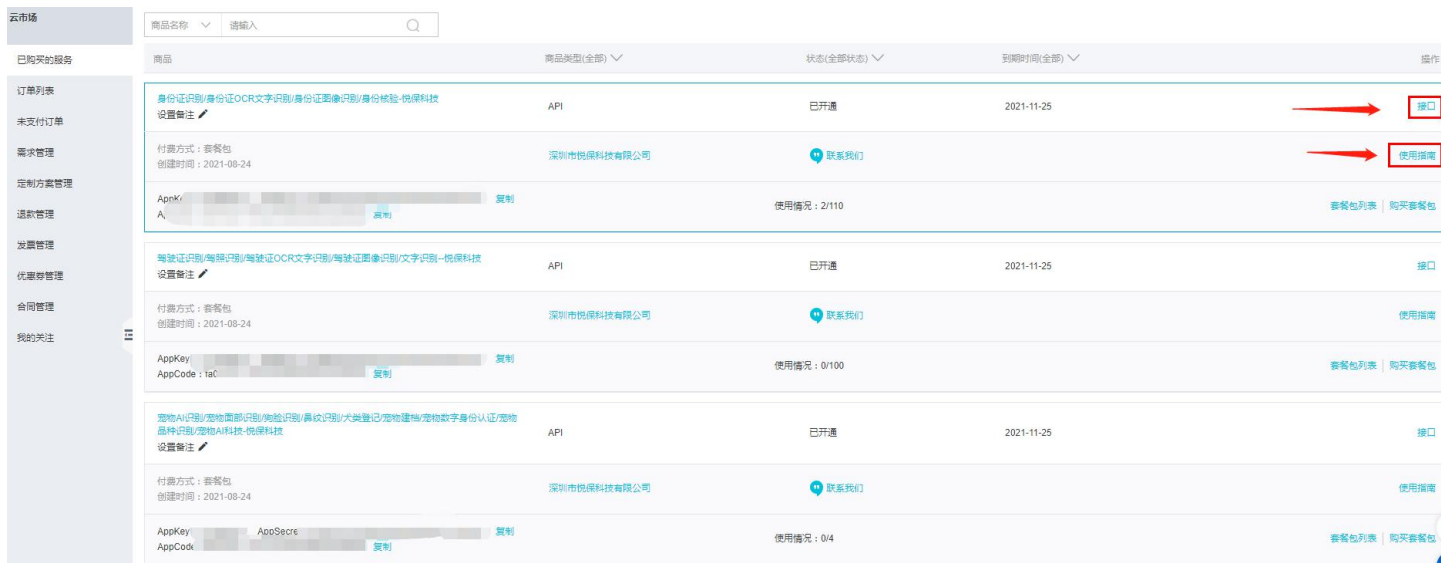 云市场
商品名称 请输入
已购买的服务
订单列表
未支付订单
需求管理
定制方案管理
退款管理
发票管理
优惠劵管理
合同管理
我的关注
商品 商品类型(全部) 状态(全部状态) 到期时间(全部) 操作
身份证识别/身份证OCR文字识别/身份证图像识别/身份核验-悦保科技
设置备注
API 已开通 2021-11-25 接口
付费方式：套餐包
创建时间：2021-08-24
深圳市悦保科技有限公司 联系我们 使用指南
AppK 复制
A 复制
使用情况：2/110 套餐包列表 购买套餐包
驾驶证识别/驾照识别/驾驶证OCR文字识别/驾驶证图像识别/文字识别--悦保科技
设置备注
API 已开通 2021-11-25 接口
付费方式：套餐包
创建时间：2021-08-24
深圳市悦保科技有限公司 联系我们 使用指南
AppKey 复制
AppCode： 复制
使用情况：0/100 套餐包列表 购买套餐包
宠物AI识别/宠物面部识别/狗脸识别/鼻纹识别/犬类登记/宠物建档/宠物数字身份认证/宠物
品种识别/宠物AI科技-悦保科技
设置备注
API 已开通 2021-11-25 接口
付费方式：套餐包
创建时间：2021-08-24
深圳市悦保科技有限公司 联系我们 使用指南
AppKey AppSecre 复制
AppCode 复制
使用情况：0/4 套餐包列表 购买套餐包